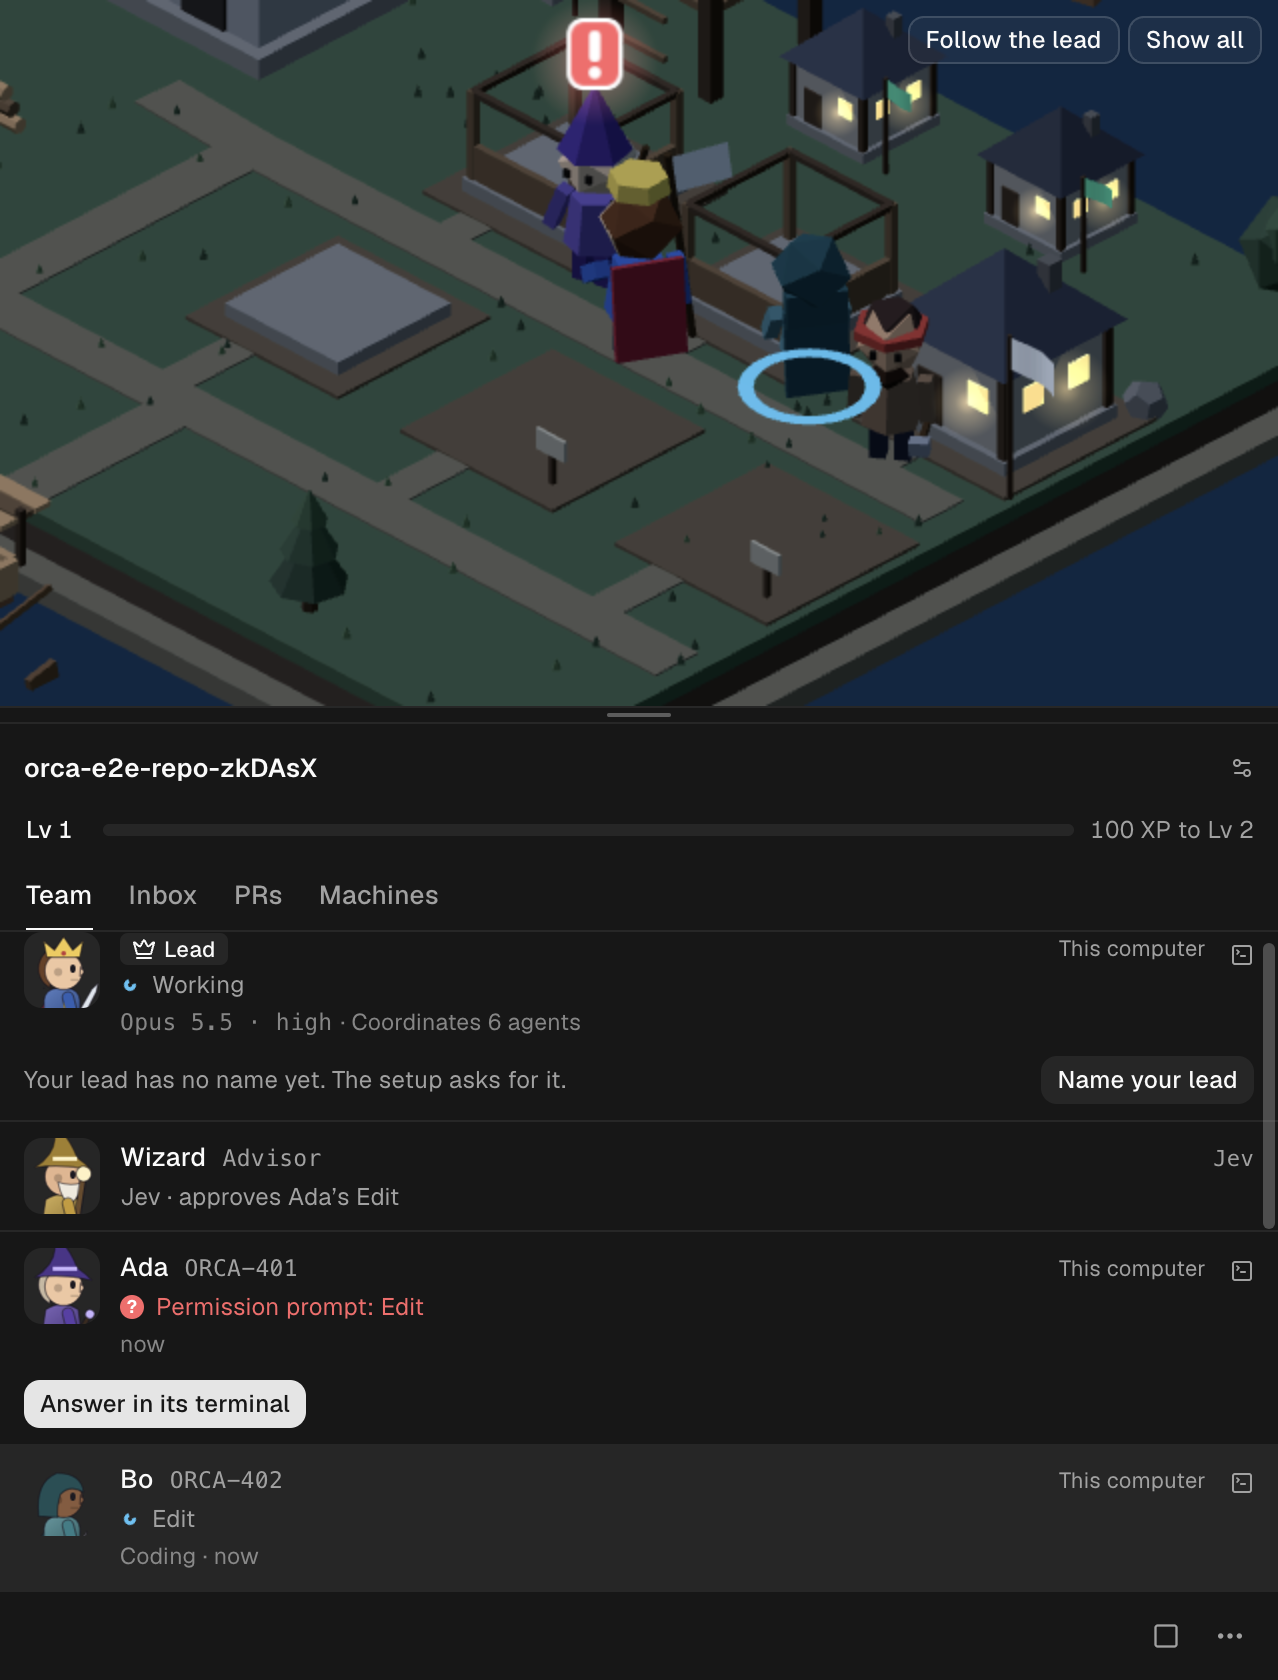 Follow the lead
Show all
orca-e2e-repo-zkDAsX
Lv 1
100 XP to Lv 2
Team
Inbox
PRs
Machines
Lead
This computer
Working
Opus 5.5 · high · Coordinates 6 agents
Your lead has no name yet. The setup asks for it.
Name your lead
Wizard Advisor
Jev
Jev · approves Ada’s Edit
Ada ORCA-401
This computer
Permission prompt: Edit
now
Answer in its terminal
Bo ORCA-402
This computer
Edit
Coding · now